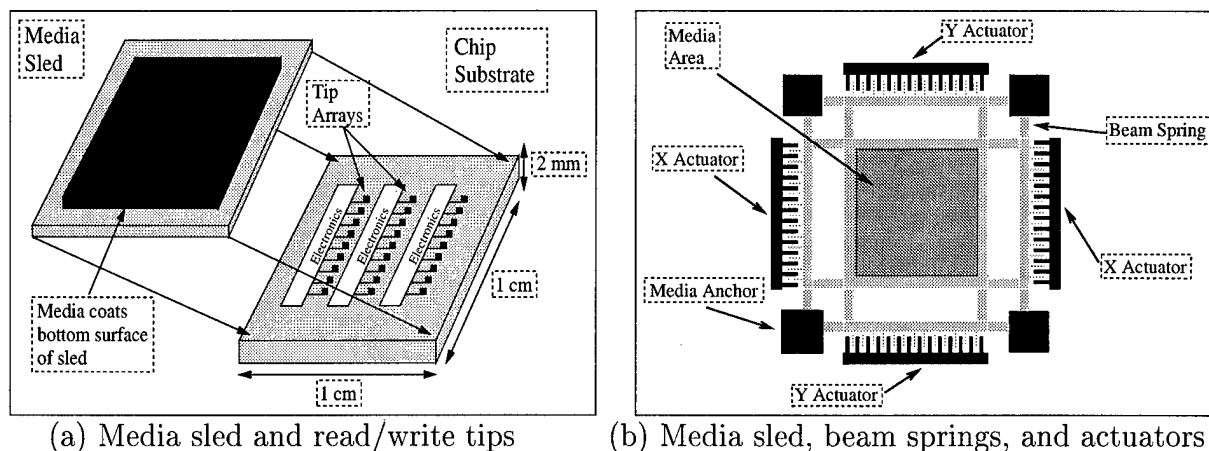 Media
Sled
Chip
Substrate
Tip
Arrays
Electronics
Electronics
Electronics
2 mm
1 cm
1 cm
Media coats
bottom surface
of sled
(a) Media sled and read/write tips
Media
Area
Y Actuator
Beam Spring
X Actuator
X Actuator
Media Anchor
Y Actuator
(b) Media sled, beam springs, and actuators